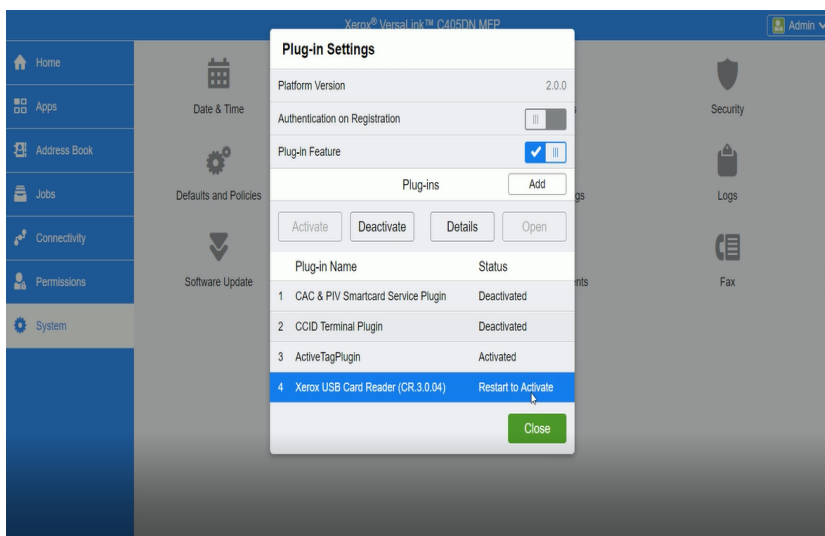 Xerox® VersaLink™ C405DN MFP
Admin
Home
Apps
Address Book
Jobs
Connectivity
Permissions
System
Date & Time
Security
Defaults and Policies
gs
Logs
Software Update
nts
Fax
Plug-in Settings
Platform Version 2.0.0
Authentication on Registration
Plug-in Feature
Plug-ins Add
Activate Deactivate Details Open
Plug-in Name Status
1 CAC & PIV Smartcard Service Plugin Deactivated
2 CCID Terminal Plugin Deactivated
3 ActiveTagPlugin Activated
4 Xerox USB Card Reader (CR.3.0.04) Restart to Activate
Close